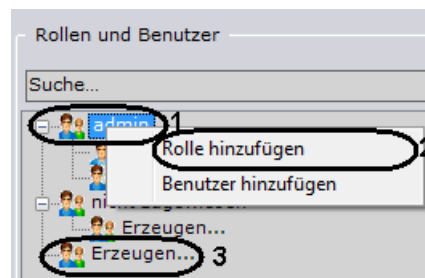 Rollen und Benutzer
Suche...
admin 1
Rolle hinzufügen 2
Benutzer hinzufügen
Erzeugen...
Erzeugen... 3